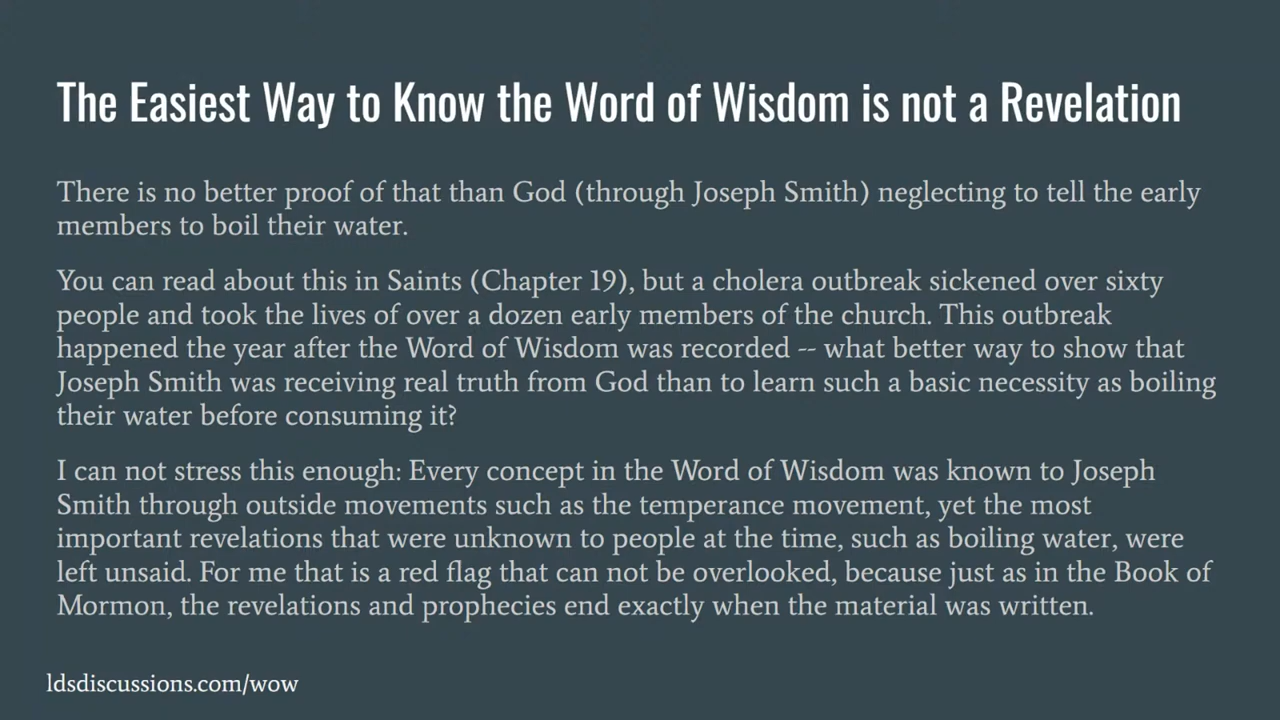 The Easiest Way to Know the Word of Wisdom is not a Revelation
There is no better proof of that than God (through Joseph Smith) neglecting to tell the early
members to boil their water.
You can read about this in Saints (Chapter 19), but a cholera outbreak sickened over sixty
people and took the lives of over a dozen early members of the church. This outbreak
happened the year after the Word of Wisdom was recorded -- what better way to show that
Joseph Smith was receiving real truth from God than to learn such a basic necessity as boiling
their water before consuming it?
I can not stress this enough: Every concept in the Word of Wisdom was known to Joseph
Smith through outside movements such as the temperance movement, yet the most
important revelations that were unknown to people at the time, such as boiling water, were
left unsaid. For me that is a red flag that can not be overlooked, because just as in the Book of
Mormon, the revelations and prophecies end exactly when the material was written.
ldsdiscussions.com/wow